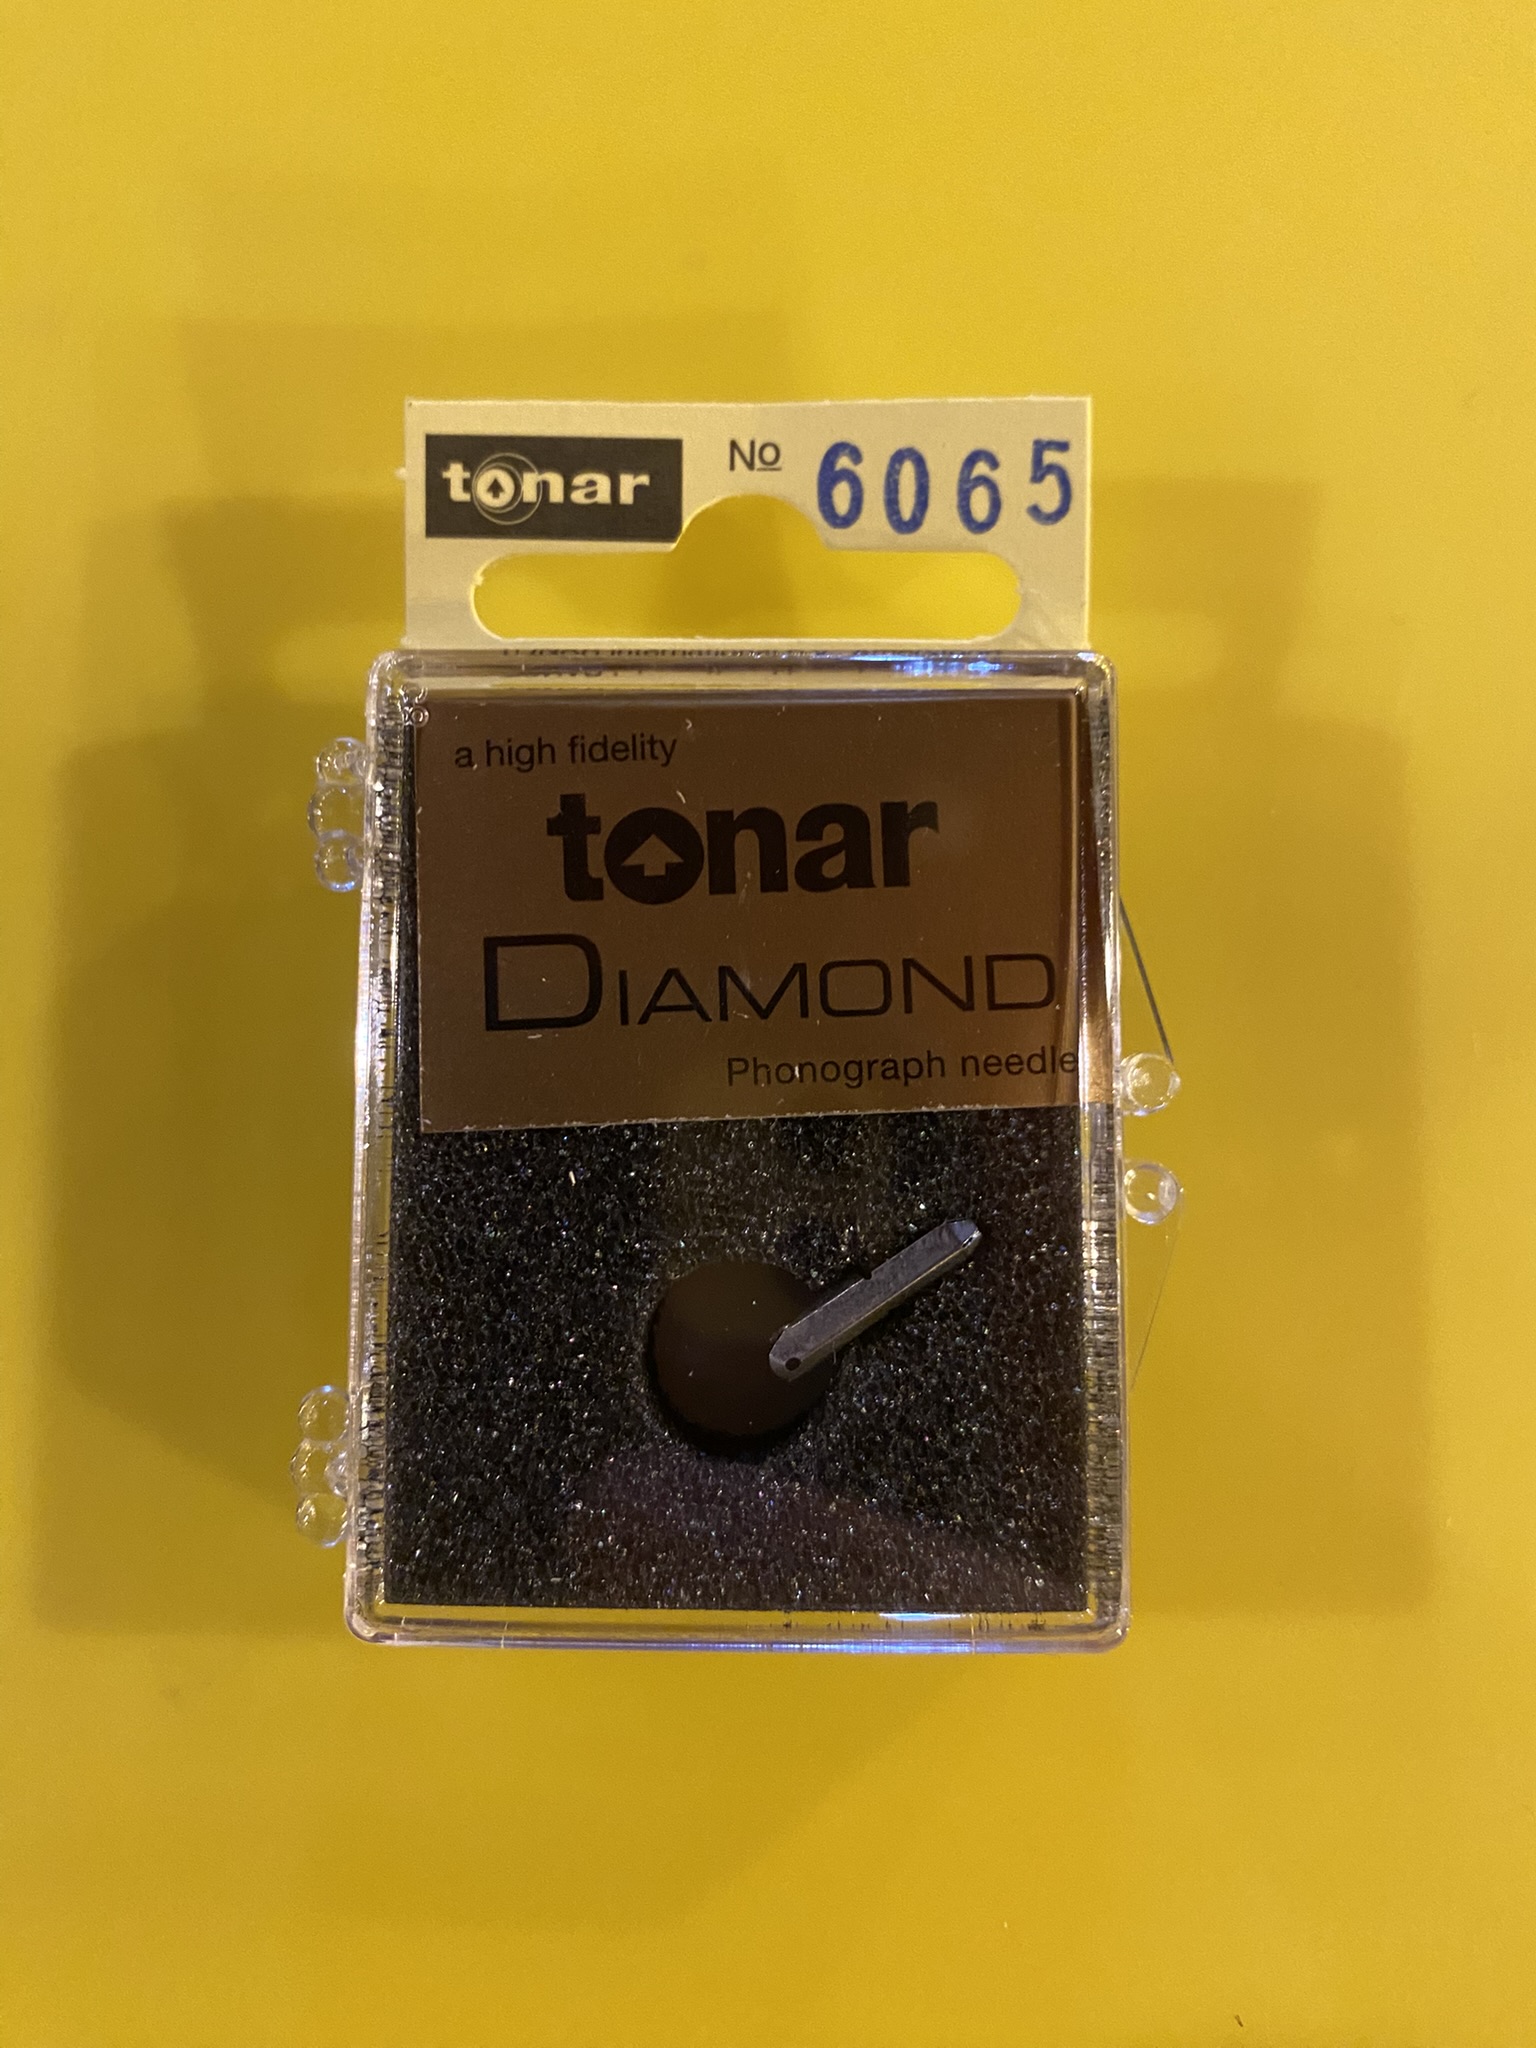 tonar No 6065
a high fidelity
tonar
DIAMOND
Phonograph needle